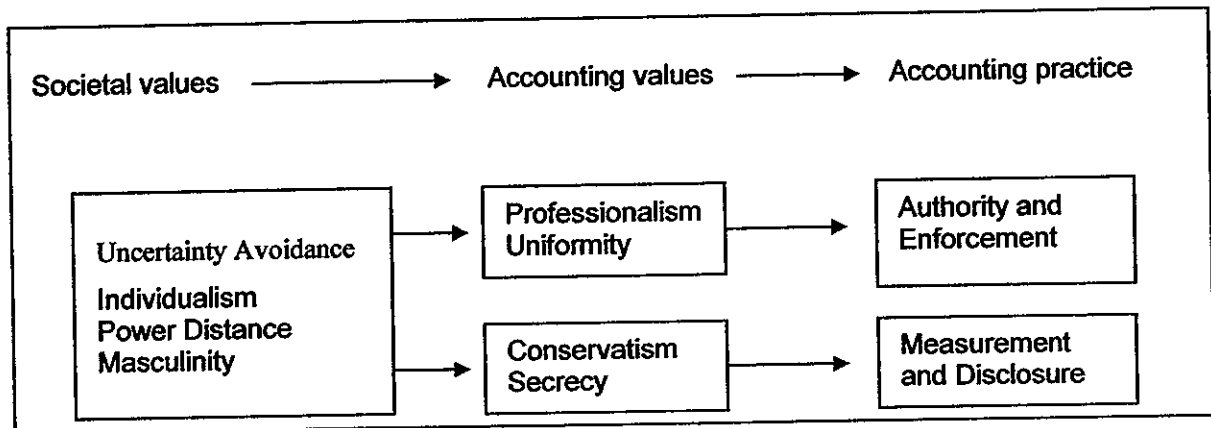 Societal values
Accounting values
Accounting practice
Uncertainty Avoidance
Individualism
Power Distance
Masculinity
Professionalism
Uniformity
Authority and
Enforcement
Conservatism
Secrecy
Measurement
and Disclosure